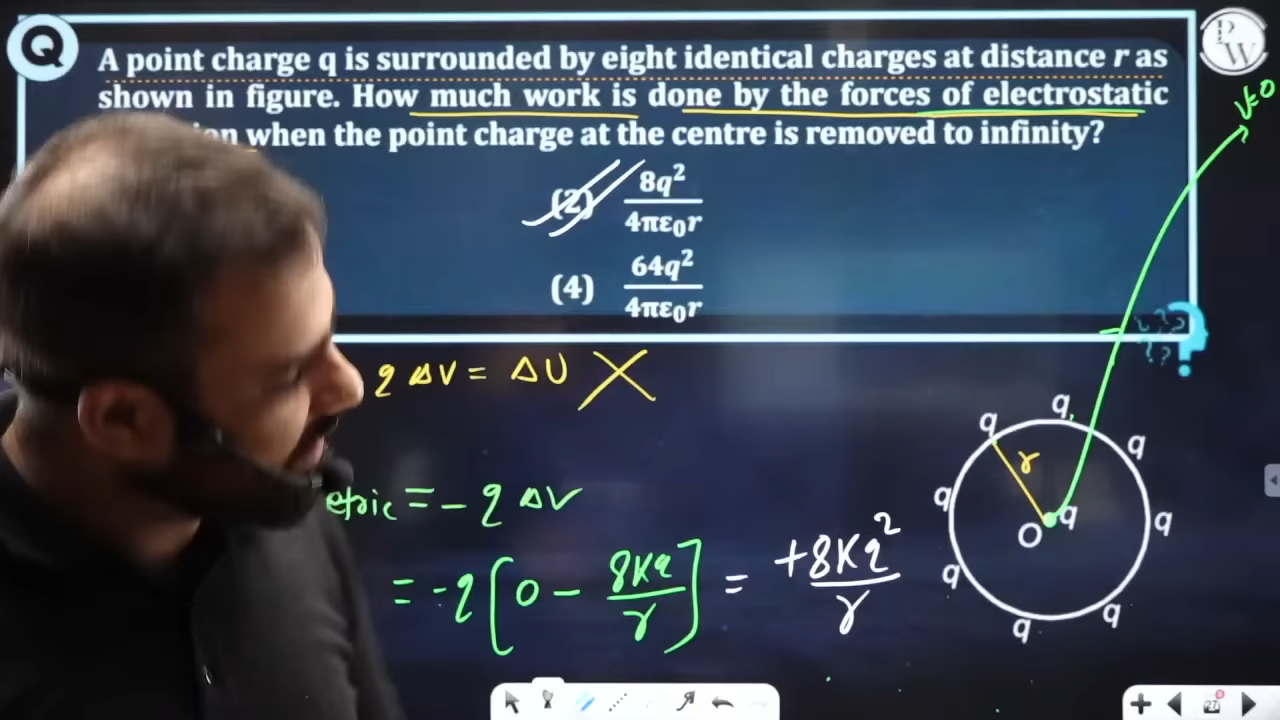 Q
A point charge q is surrounded by eight identical charges at distance r as
shown in figure. How much work is done by the forces of electrostatic
when the point charge at the centre is removed to infinity?
(2) 8q² / 4πε₀r
(4) 64q² / 4πε₀r
PW
V=0
q ΔV = ΔU
= - q ΔV
= -q [ 0 - 8Kq / r ] = +8Kq² / r
q
q
q
q
r
q
O
q
q
q
q
q
27